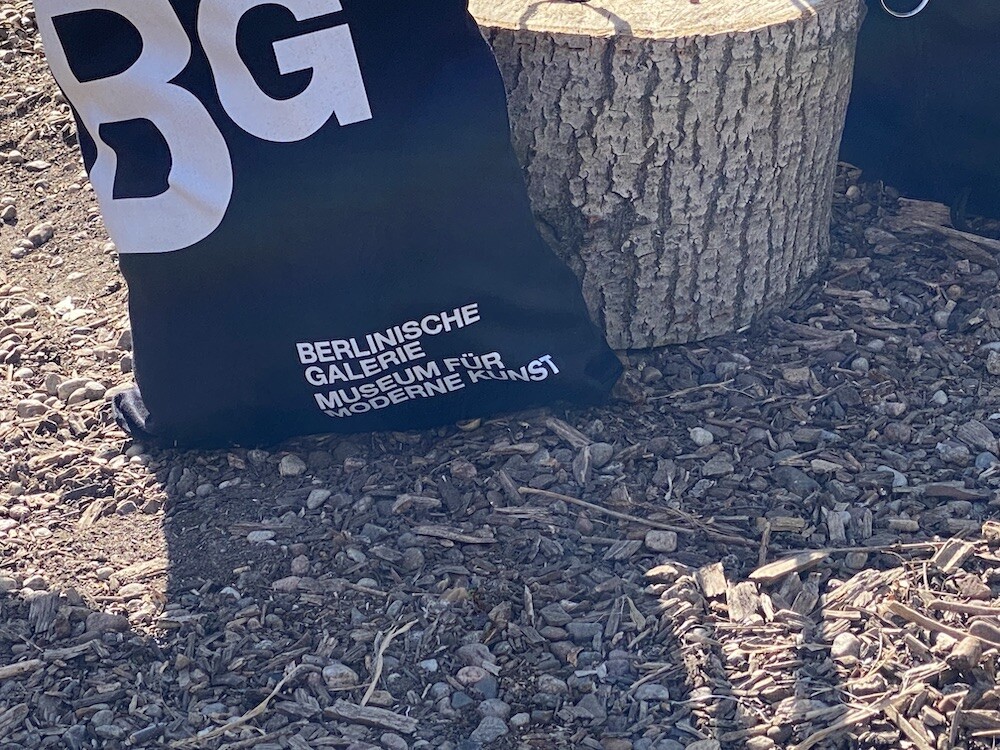 BG
BERLINISCHE
GALERIE
MUSEUM FÜR
MODERNE KUNST